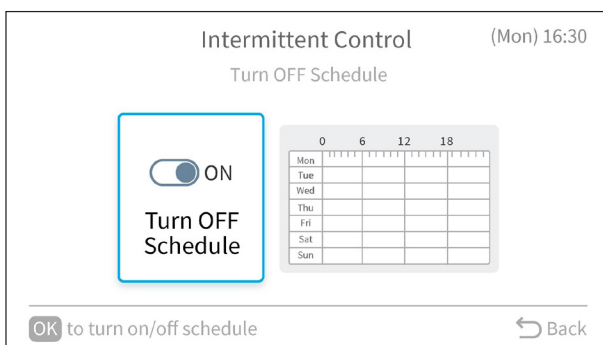 Intermittent Control
(Mon) 16:30
Turn OFF Schedule
ON
Turn OFF
Schedule
0 6 12 18
Mon
Tue
Wed
Thu
Fri
Sat
Sun
OK to turn on/off schedule
Back